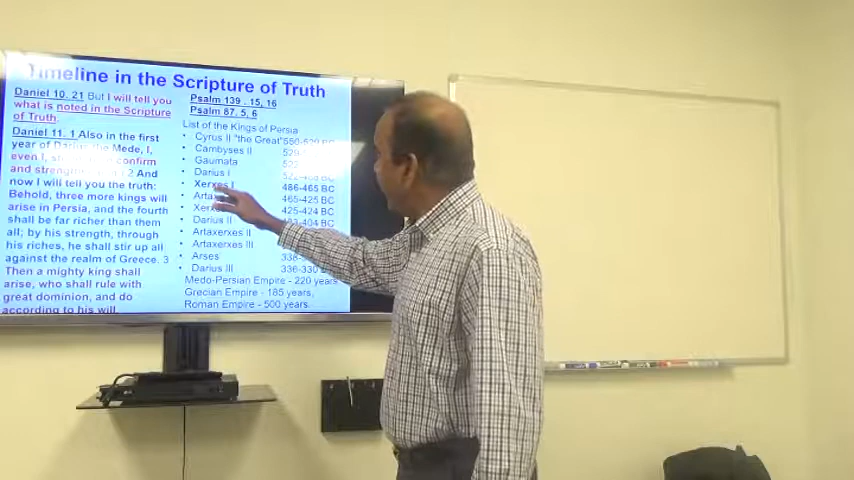 Timeline in the Scripture of Truth
Daniel 10. 21 But I will tell you
what is noted in the Scripture
of Truth.
Daniel 11. 1 Also in the first
year of Darius the Mede, I,
even I, confirm
and strengthen 2 And
now I will tell you the truth:
Behold, three more kings will
arise in Persia, and the fourth
shall be far richer than them
all; by his strength, through
his riches, he shall stir up all
against the realm of Greece. 3
Then a mighty king shall
arise, who shall rule with
great dominion, and do
according to his will.
Psalm 139 . 15, 16
Psalm 87. 5, 6
List of the Kings of Persia
• Cyrus II "the Great"
• Cambyses II
• Gaumata
• Darius I
• Xerxes I 486-465 BC
• 465-425 BC
• 425-424 BC
• Darius II 404 BC
• Artaxerxes II
• Artaxerxes III
• Arses
• Darius III 336-330
Medo-Persian Empire - 220 years
Grecian Empire - 185 years
Roman Empire - 500 years